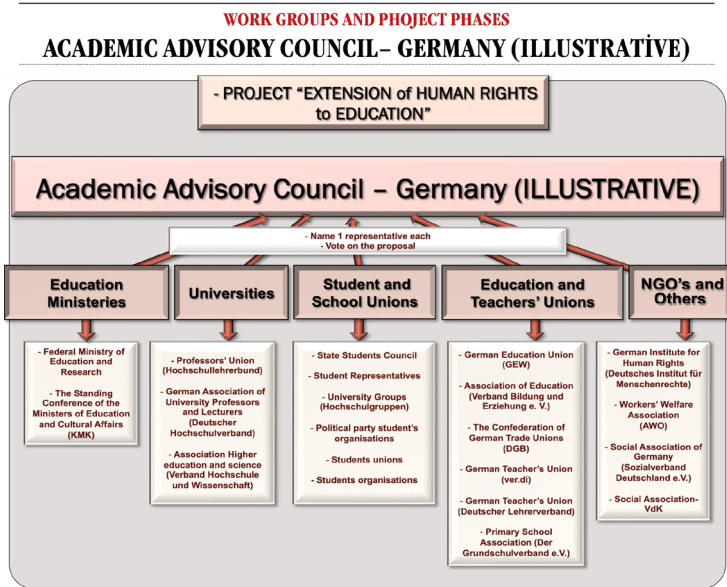 WORK GROUPS AND PHOJECT PHASES
ACADEMIC ADVISORY COUNCIL– GERMANY (ILLUSTRATİVE)
- PROJECT “EXTENSION of HUMAN RIGHTS
to EDUCATION”
Academic Advisory Council – Germany (ILLUSTRATIVE)
- Name 1 representative each
- Vote on the proposal
Education
Ministeries
- Federal Ministry of
Education and
Research
- The Standing
Conference of the
Ministers of Education
and Cultural Affairs
(KMK)
Universities
- Professors’ Union
(Hochschullehrerbund)
- German Association of
University Professors
and Lecturers
(Deutscher
Hochschulverband)
- Association Higher
education and science
(Verband Hochschule
und Wissenschaft)
Student and
School Unions
- State Students Council
- Student Representatives
- University Groups
(Hochschulgruppen)
- Political party student’s
organisations
- Students unions
- Students organisations
Education and
Teachers’ Unions
- German Education Union
(GEW)
- Association of Education
(Verband Bildung und
Erziehung e. V.)
- The Confederation of
German Trade Unions
(DGB)
- German Teacher’s Union
(ver.di)
- German Teacher’s Union
(Deutscher Lehrerverband)
- Primary School
Association (Der
Grundschulverband e.V.)
NGO’s and
Others
- German Institute for
Human Rights
(Deutsches Institut für
Menschenrechte)
- Workers’ Welfare
Association
(AWO)
- Social Association of
Germany
(Sozialverband
Deutschland e.V.)
- Social Association-
VdK